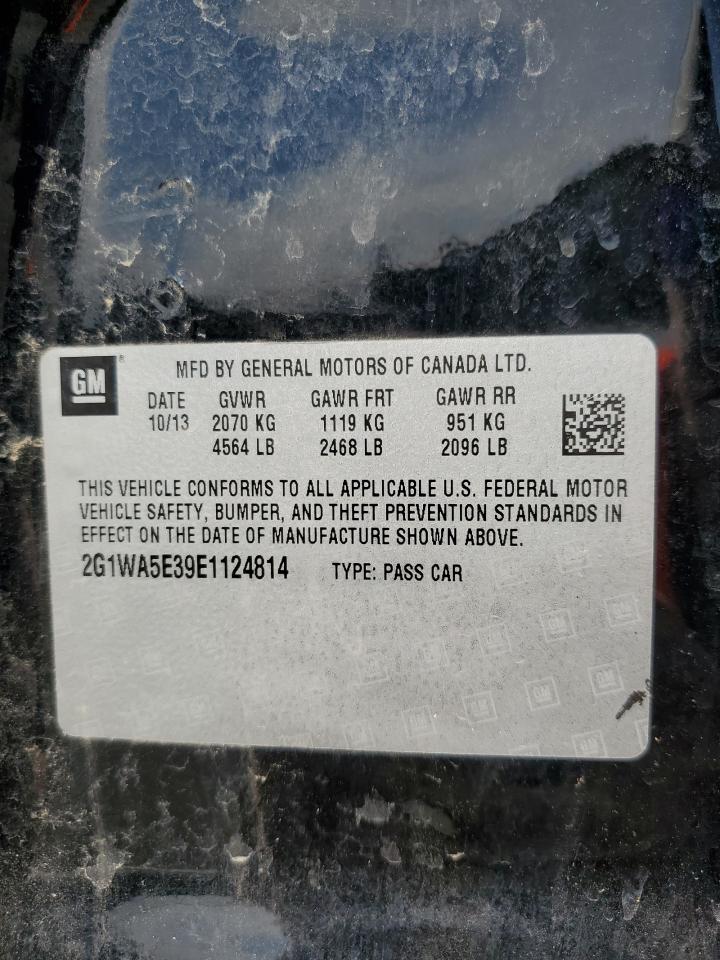 GM
MFD BY GENERAL MOTORS OF CANADA LTD.
DATE GVWR GAWR FRT GAWR RR
10/13 2070 KG 1119 KG 951 KG
4564 LB 2468 LB 2096 LB
THIS VEHICLE CONFORMS TO ALL APPLICABLE U.S. FEDERAL MOTOR
VEHICLE SAFETY, BUMPER, AND THEFT PREVENTION STANDARDS IN
EFFECT ON THE DATE OF MANUFACTURE SHOWN ABOVE.
2G1WA5E39E1124814 TYPE: PASS CAR